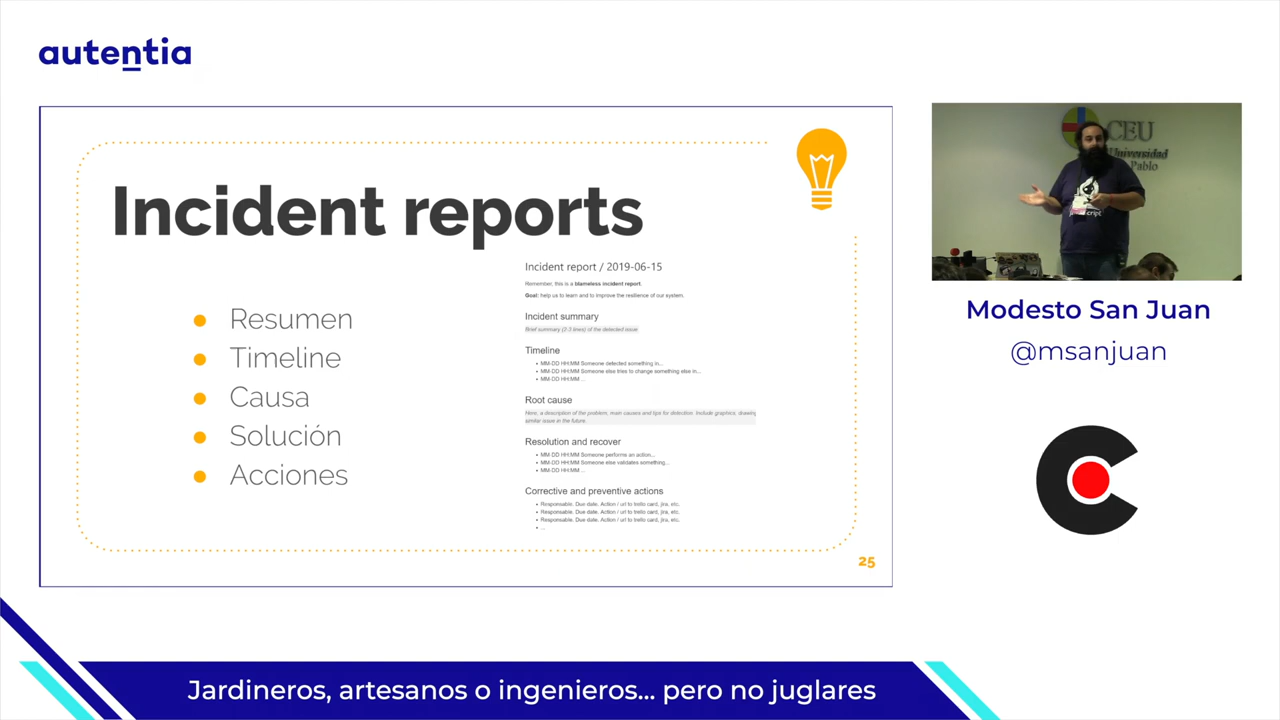 autentia
Incident reports
Resumen
Timeline
Causa
Solución
Acciones
Incident report / 2019-06-15
Remember, this is a blameless incident report.
Goal: help us to learn and to improve the resilience of our system.
Incident summary
Brief summary (2-3 lines) of the detected issue
Timeline
MM-DD HH:MM Someone detected something in...
MM-DD HH:MM Someone else tries to change something else in...
MM-DD HH:MM ...
Root cause
Here, a description of the problem, main causes and tips for detection. Include graphics, drawing
similar issue in the future.
Resolution and recover
MM-DD HH:MM Someone performs an action...
MM-DD HH:MM Someone else validates something...
MM-DD HH:MM ...
Corrective and preventive actions
Responsable. Due date. Action / url to trello card, jira, etc.
Responsable. Due date. Action / url to trello card, jira, etc.
Responsable. Due date. Action / url to trello card, jira, etc.
...
25
CEU
Universidad
Pablo
Modesto San Juan
@msanjuan
Jardineros, artesanos o ingenieros... pero no juglares